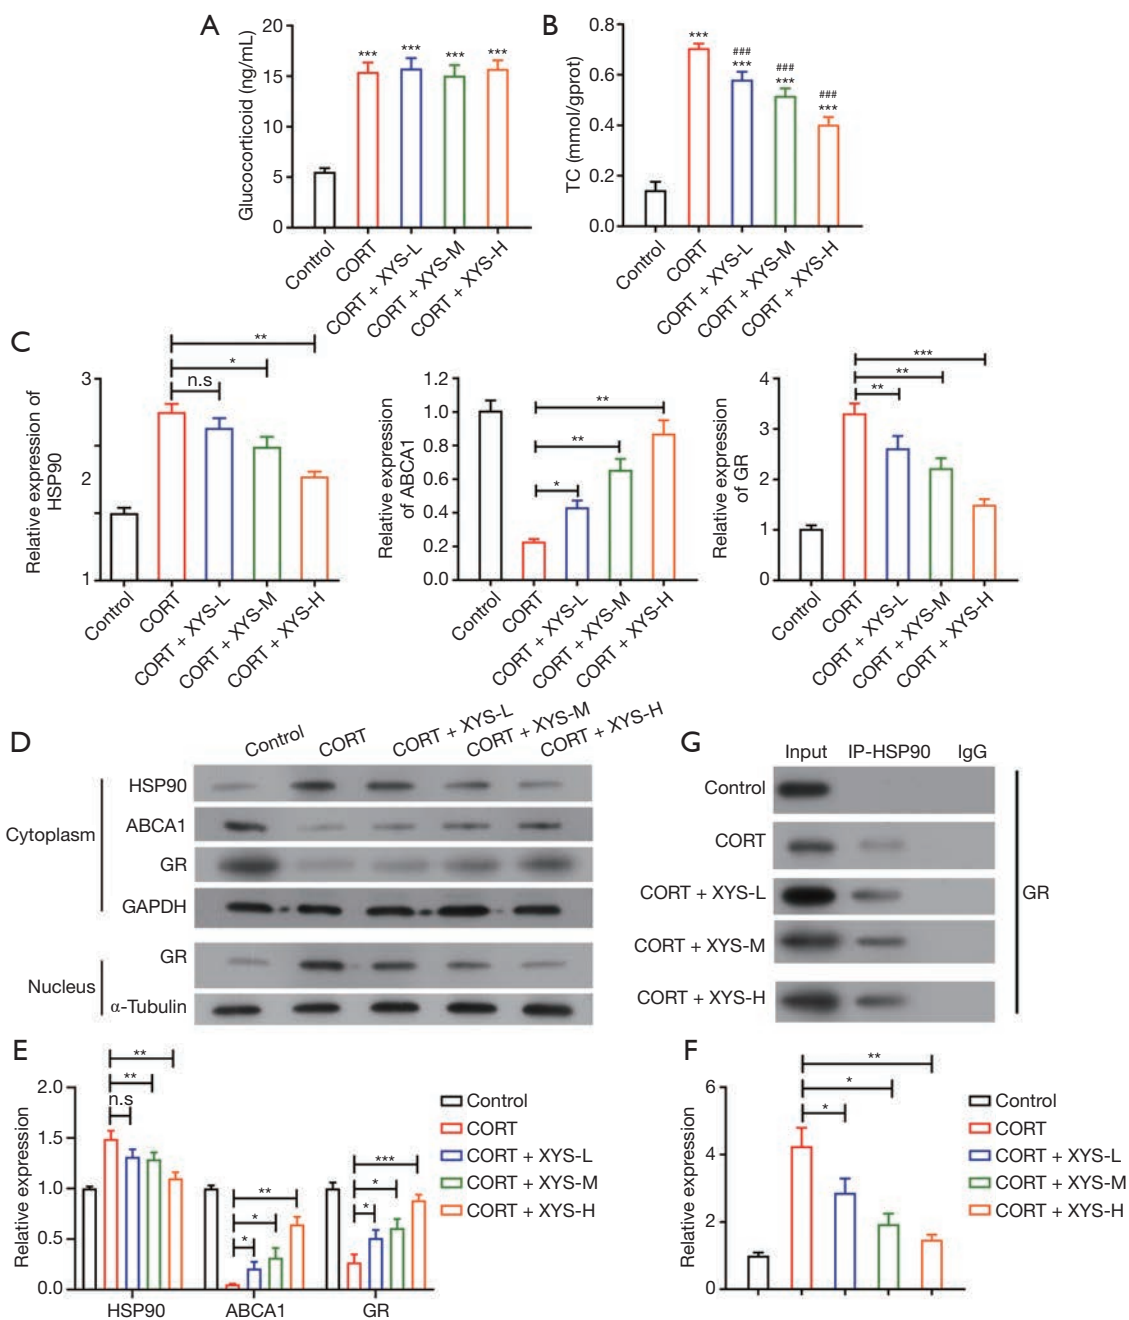 A
Glucocorticoid (ng/mL)
20
15
10
5
0
***
***
***
***
Control
CORT
CORT + XYS-L
CORT + XYS-M
CORT + XYS-H
B
TC (mmol/gprot)
0.8
0.6
0.4
0.2
0.0
***
###
***
###
***
###
***
Control
CORT
CORT + XYS-L
CORT + XYS-M
CORT + XYS-H
C
Relative expression of
HSP90
3
2
1
**
*
n.s
Control
CORT
CORT + XYS-L
CORT + XYS-M
CORT + XYS-H
Relative expression
of ABCA1
1.2
1.0
0.8
0.6
0.4
0.2
0.0
**
**
*
Control
CORT
CORT + XYS-L
CORT + XYS-M
CORT + XYS-H
Relative expression
of GR
4
3
2
1
0
***
**
**
Control
CORT
CORT + XYS-L
CORT + XYS-M
CORT + XYS-H
D
Control
CORT
CORT + XYS-L
CORT + XYS-M
CORT + XYS-H
Cytoplasm
HSP90
ABCA1
GR
GAPDH
Nucleus
GR
α-Tubulin
G
Input IP-HSP90 IgG
Control
CORT
CORT + XYS-L
CORT + XYS-M
CORT + XYS-H
GR
E
Relative expression
2.0
1.5
1.0
0.5
0.0
**
**
n.s
**
*
*
***
*
*
HSP90 ABCA1 GR
Control
CORT
CORT + XYS-L
CORT + XYS-M
CORT + XYS-H
F
Relative expression
6
4
2
0
**
*
*
Control
CORT
CORT + XYS-L
CORT + XYS-M
CORT + XYS-H